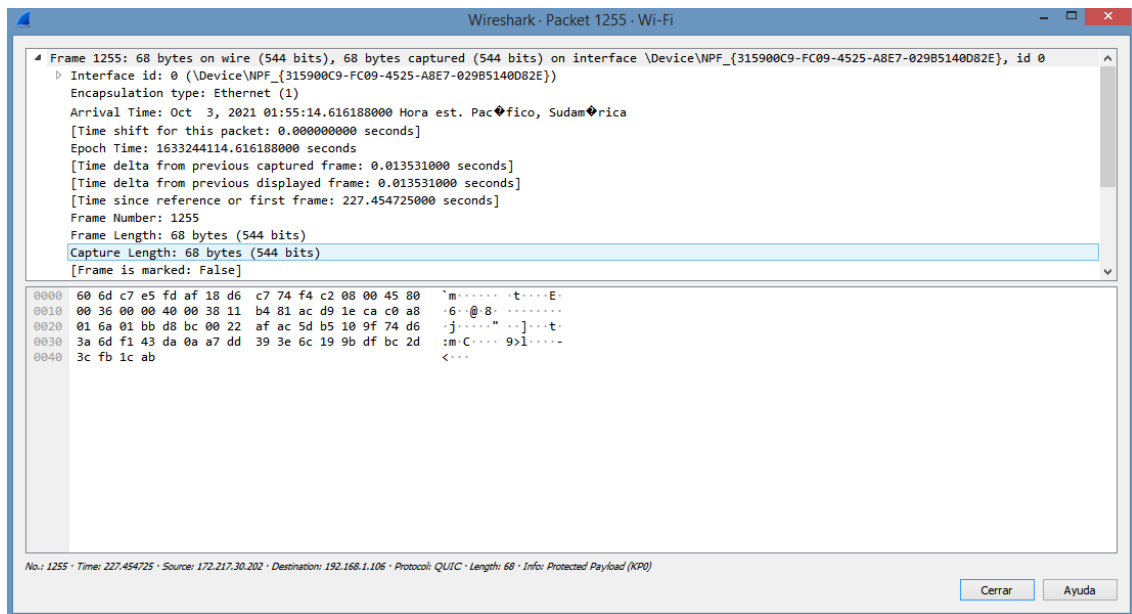 Wireshark · Packet 1255 · Wi-Fi
Frame 1255: 68 bytes on wire (544 bits), 68 bytes captured (544 bits) on interface \Device\NPF_{315900C9-FC09-4525-A8E7-029B5140D82E}, id 0
Interface id: 0 (\Device\NPF_{315900C9-FC09-4525-A8E7-029B5140D82E})
Encapsulation type: Ethernet (1)
Arrival Time: Oct  3, 2021 01:55:14.616188000 Hora est. Pac�fico, Sudam�rica
[Time shift for this packet: 0.000000000 seconds]
Epoch Time: 1633244114.616188000 seconds
[Time delta from previous captured frame: 0.013531000 seconds]
[Time delta from previous displayed frame: 0.013531000 seconds]
[Time since reference or first frame: 227.454725000 seconds]
Frame Number: 1255
Frame Length: 68 bytes (544 bits)
Capture Length: 68 bytes (544 bits)
[Frame is marked: False]
0000  60 6d c7 e5 fd af 18 d6  c7 74 f4 c2 08 00 45 80   `m······ ·t····E·
0010  00 36 00 00 40 00 38 11  b4 81 ac d9 1e ca c0 a8   ·6··@·8· ········
0020  01 6a 01 bb d8 bc 00 22  af ac 5d b5 10 9f 74 d6   ·j·····" ··]···t·
0030  3a 6d f1 43 da 0a a7 dd  39 3e 6c 19 9b df bc 2d   :m·C···· 9>l····-
0040  3c fb 1c ab   <···
No.: 1255 · Time: 227.454725 · Source: 172.217.30.202 · Destination: 192.168.1.106 · Protocol: QUIC · Length: 68 · Info: Protected Payload (KP0)
Cerrar Ayuda